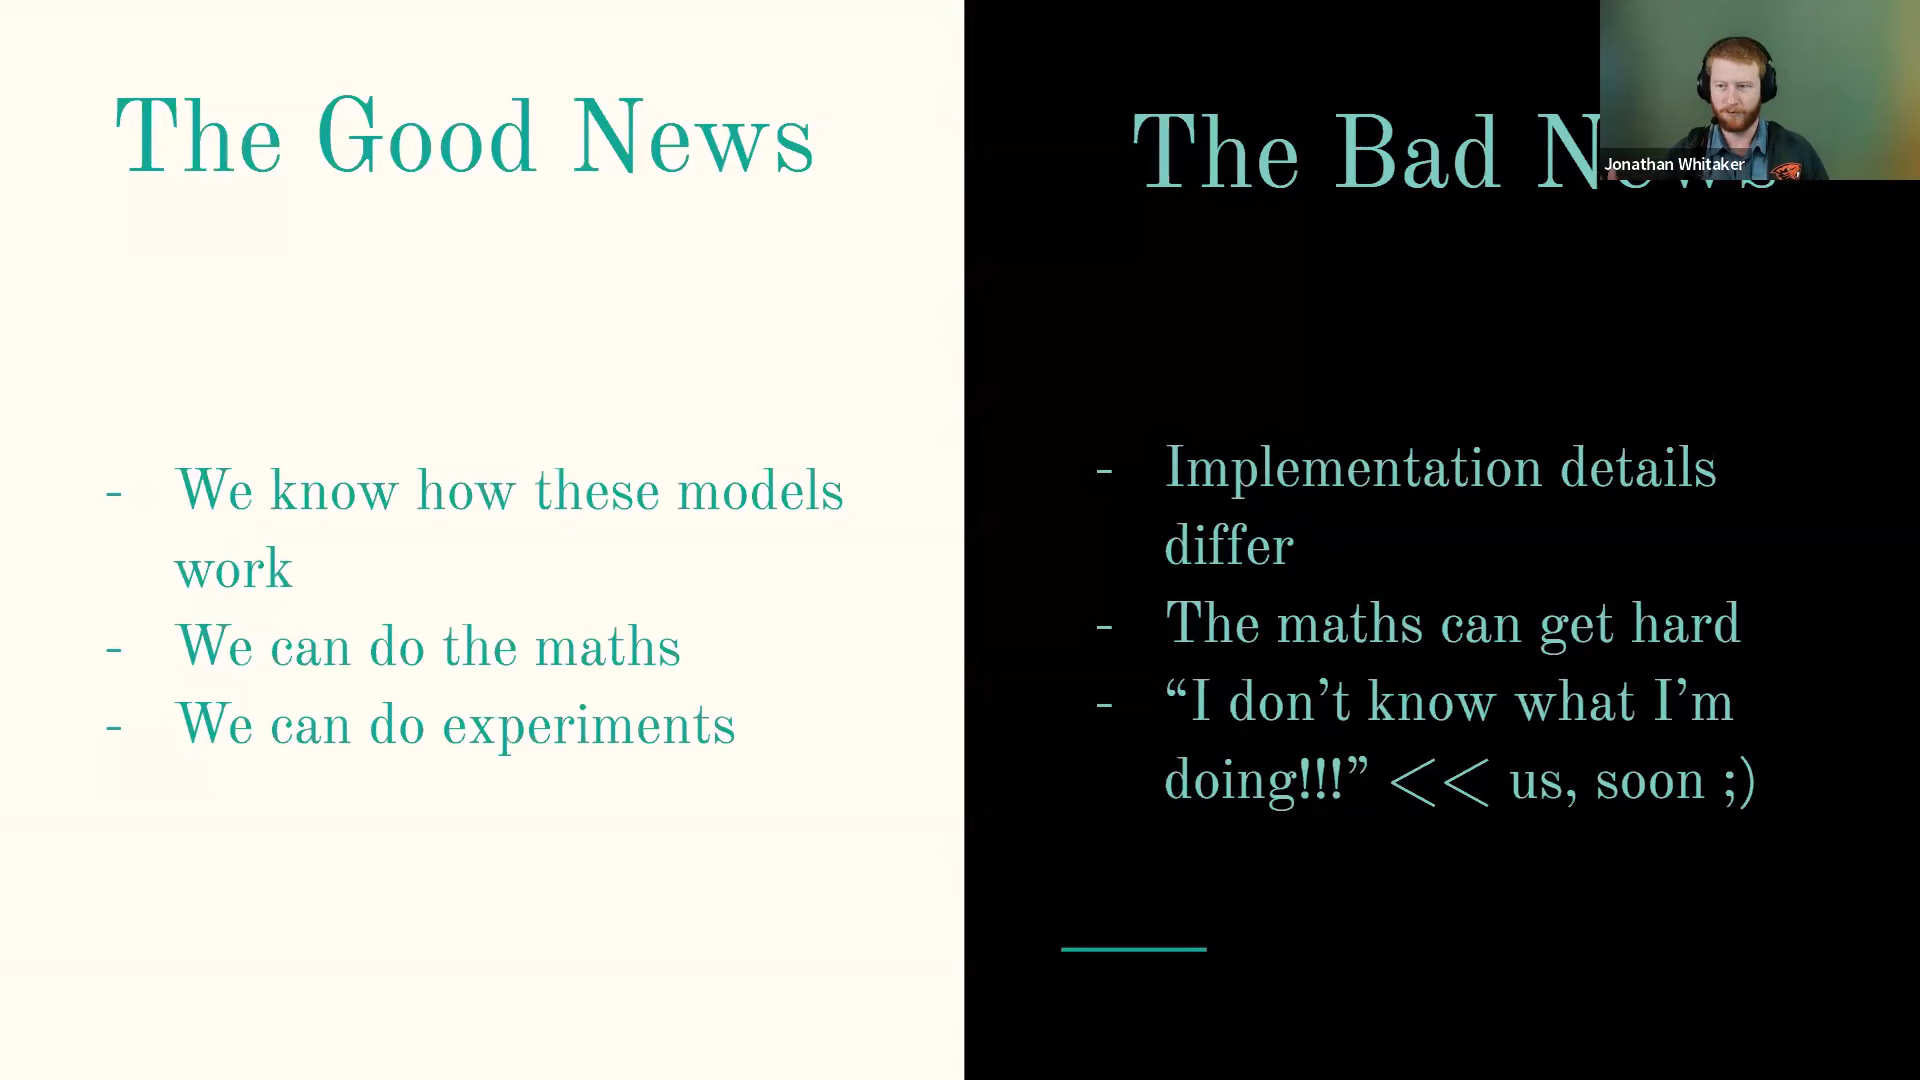 The Good News
- We know how these models
work
- We can do the maths
- We can do experiments
The Bad News
- Implementation details
differ
- The maths can get hard
- “I don’t know what I’m
doing!!!” << us, soon ;)
Jonathan Whitaker